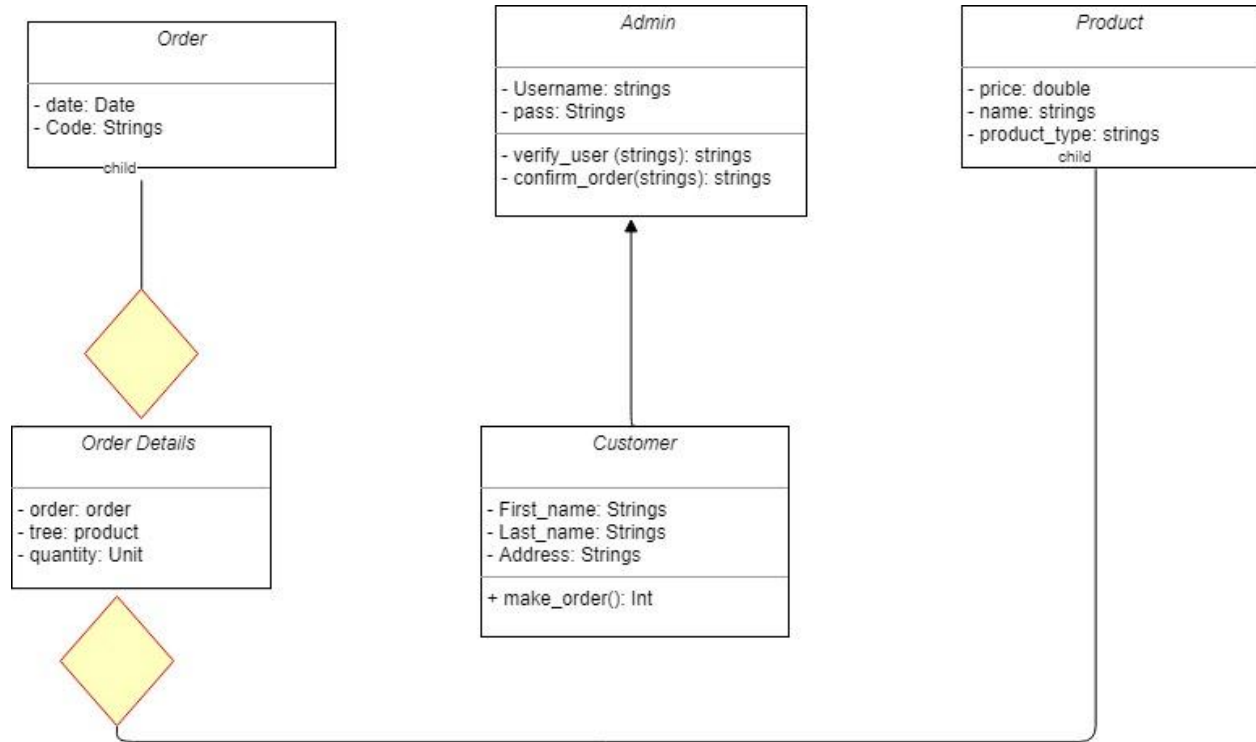 Order
- date: Date
- Code: Strings
child
Admin
- Username: strings
- pass: Strings
- verify_user (strings): strings
- confirm_order(strings): strings
Product
- price: double
- name: strings
- product_type: strings
child
Order Details
- order: order
- tree: product
- quantity: Unit
Customer
- First_name: Strings
- Last_name: Strings
- Address: Strings
+ make_order(): Int